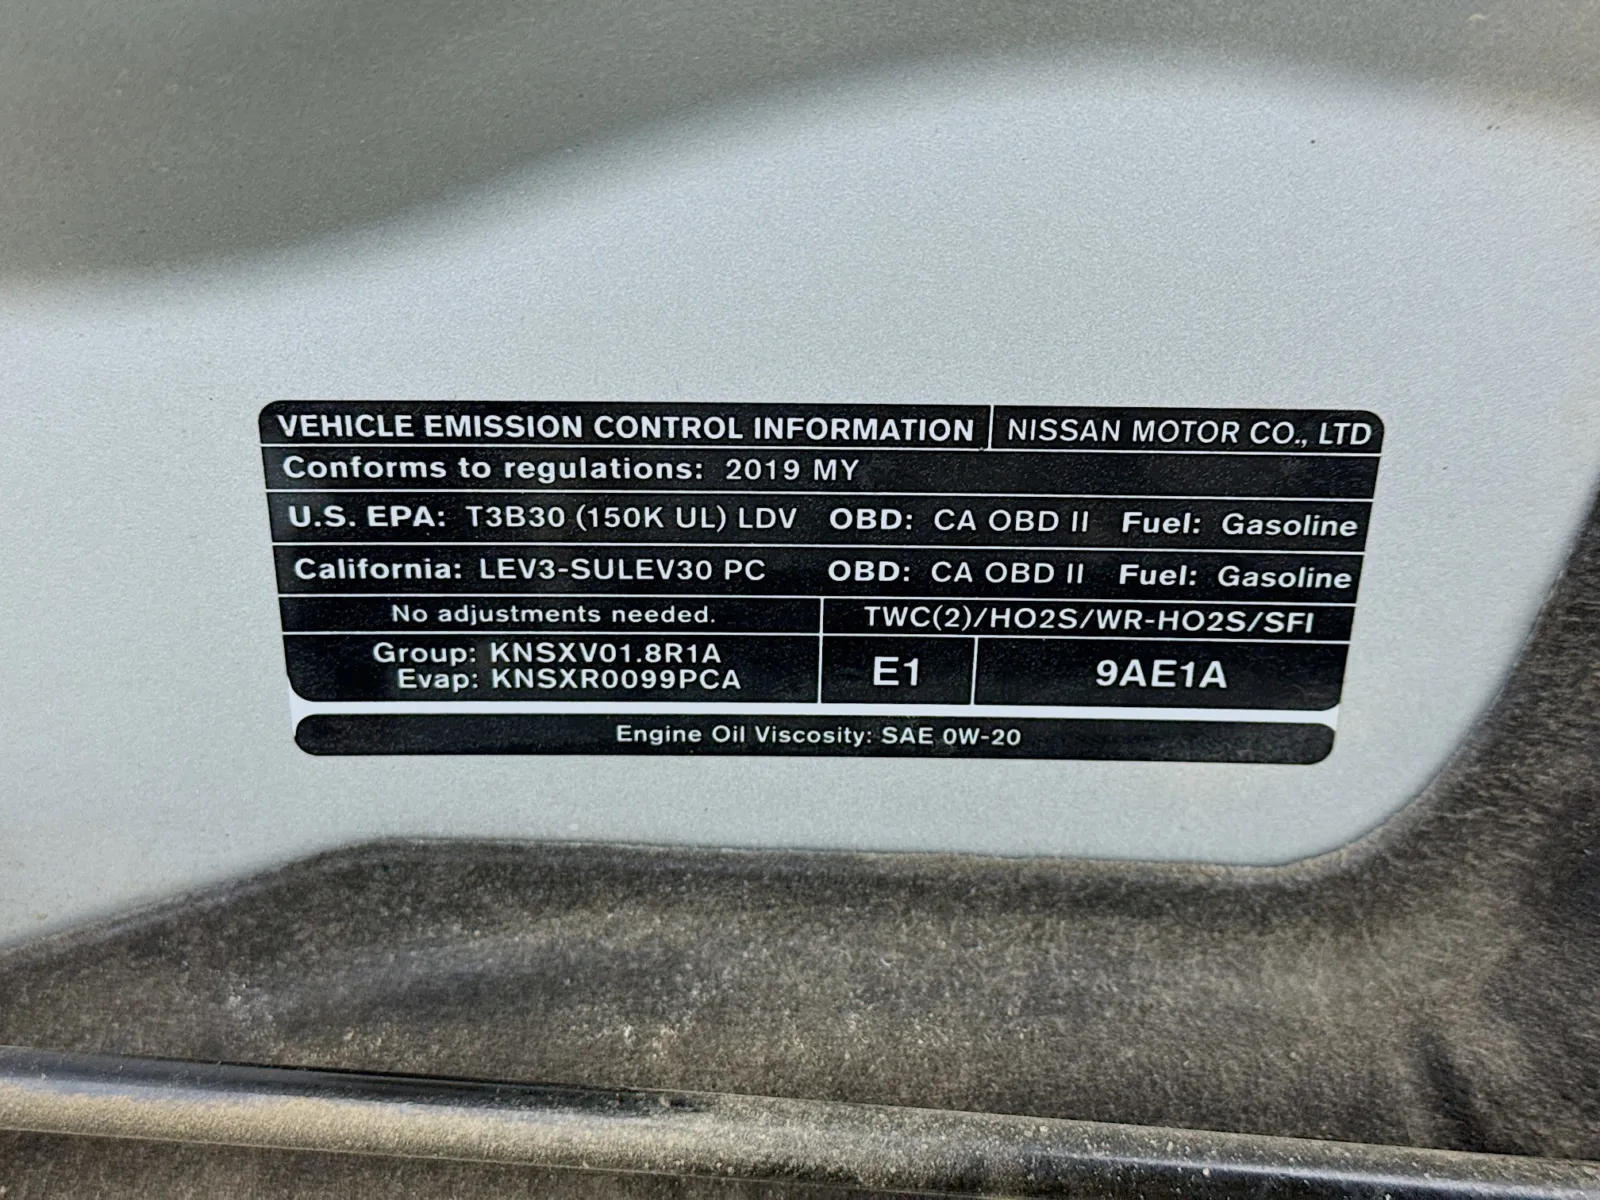 VEHICLE EMISSION CONTROL INFORMATION NISSAN MOTOR CO., LTD
Conforms to regulations: 2019 MY
U.S. EPA: T3B30 (150K UL) LDV OBD: CA OBD II Fuel: Gasoline
California: LEV3-SULEV30 PC OBD: CA OBD II Fuel: Gasoline
No adjustments needed. TWC(2)/HO2S/WR-HO2S/SFI
Group: KNSXV01.8R1A
Evap: KNSXR0099PCA
E1 9AE1A
Engine Oil Viscosity: SAE 0W-20